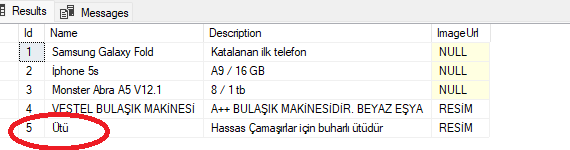 Results Messages
Id Name Description ImageUrl
1 Samsung Galaxy Fold Katalanan ilk telefon NULL
2 İphone 5s A9 / 16 GB NULL
3 Monster Abra A5 V12.1 8 / 1 tb NULL
4 VESTEL BULAŞIK MAKİNESİ A++ BULAŞIK MAKİNESİDİR. BEYAZ EŞYA RESİM
5 Ütü Hassas Çamaşırlar için buharlı ütüdür RESİM